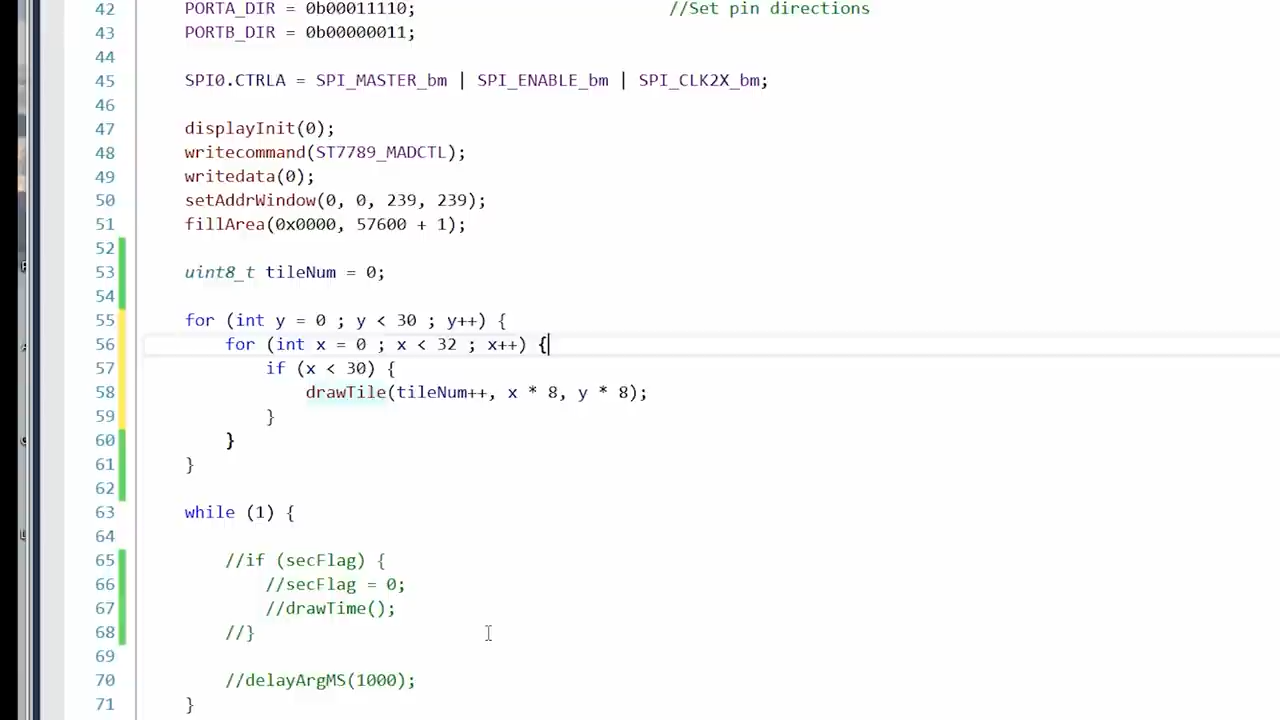 42 PORTA_DIR = 0b00011110; //Set pin directions
43 PORTB_DIR = 0b00000011;
44
45 SPI0.CTRLA = SPI_MASTER_bm | SPI_ENABLE_bm | SPI_CLK2X_bm;
46
47 displayInit(0);
48 writecommand(ST7789_MADCTL);
49 writedata(0);
50 setAddrWindow(0, 0, 239, 239);
51 fillArea(0x0000, 57600 + 1);
52
53 uint8_t tileNum = 0;
54
55 for (int y = 0 ; y < 30 ; y++) {
56 for (int x = 0 ; x < 32 ; x++) {
57 if (x < 30) {
58 drawTile(tileNum++, x * 8, y * 8);
59 }
60 }
61 }
62
63 while (1) {
64
65 //if (secFlag) {
66 //secFlag = 0;
67 //drawTime();
68 //}
69
70 //delayArgMS(1000);
71 }